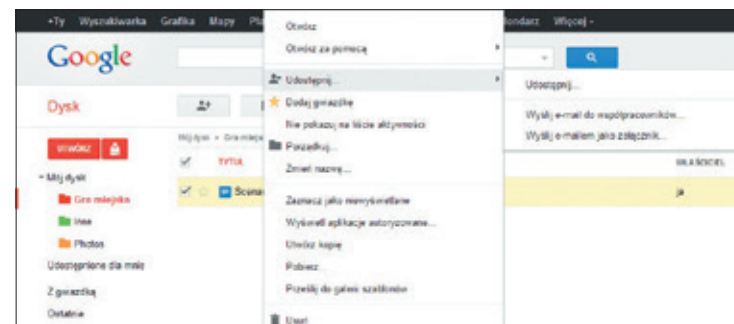 +Ty Wyszukiwarka Grafika Mapy
Więcej
Google
Dysk
UTWÓRZ
Mój dysk
Gra miejska
Inne
Photos
Udostępnione dla mnie
Z gwiazdką
Ostatnie
Mój dysk
TYTUŁ
WŁAŚCICIEL
ja
Otwórz
Otwórz za pomocą
Udostępnij...
Dodaj gwiazdkę
Nie pokazuj na liście aktywności
Porządkuj...
Zmień nazwę...
Zaznacz jako niewyświetlane
Wyświetl aplikacje autoryzowane...
Utwórz kopię
Pobierz...
Prześlij do galerii szablonów
Usuń
Udostępnij...
Wyślij e-mail do współpracowników...
Wyślij e-mailem jako załącznik...